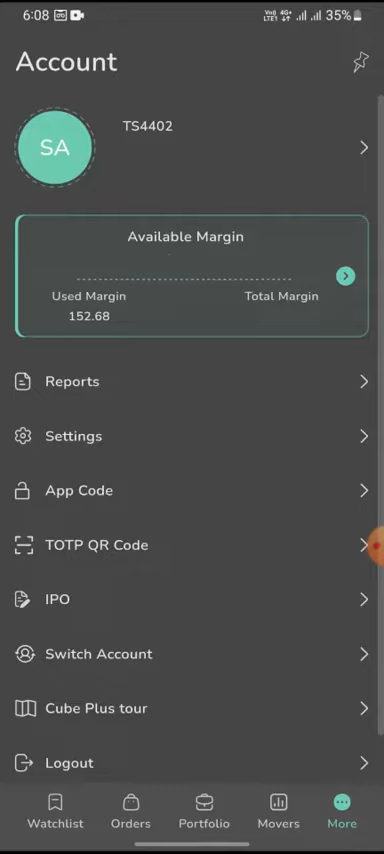 6:08 35%
Account
SA
TS4402
Available Margin
Used Margin Total Margin
152.68
Reports
Settings
App Code
TOTP QR Code
IPO
Switch Account
Cube Plus tour
Logout
Watchlist Orders Portfolio Movers More